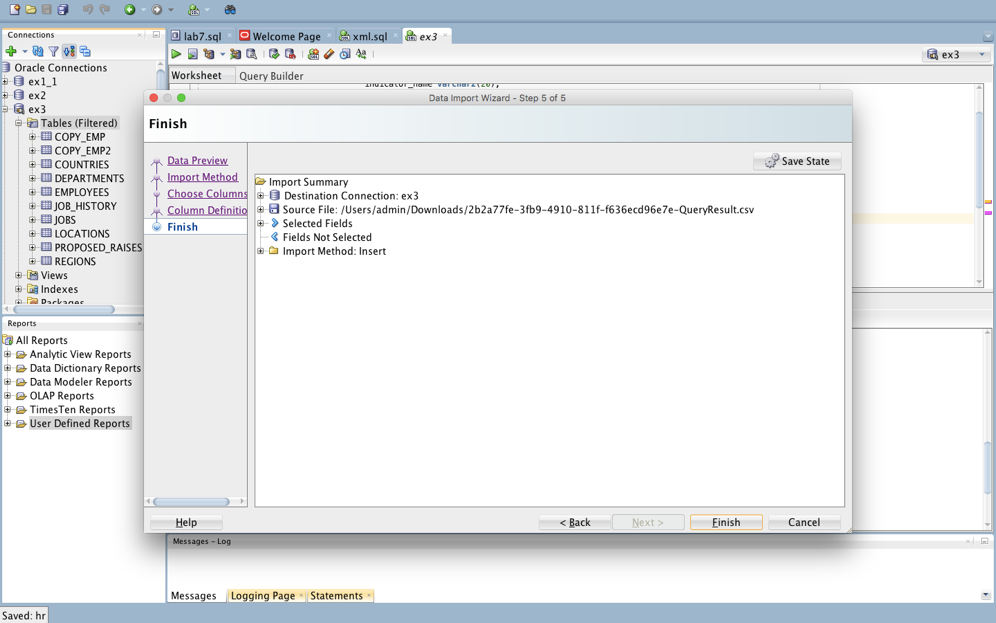 Connections
lab7.sql
Welcome Page
xml.sql
ex3
ex3
Worksheet
Query Builder
indicator_name varchar2(20),
Oracle Connections
ex1_1
ex2
ex3
Tables (Filtered)
COPY_EMP
COPY_EMP2
COUNTRIES
DEPARTMENTS
EMPLOYEES
JOB_HISTORY
JOBS
LOCATIONS
PROPOSED_RAISES
REGIONS
Views
Indexes
Packages
Reports
All Reports
Analytic View Reports
Data Dictionary Reports
Data Modeler Reports
OLAP Reports
TimesTen Reports
User Defined Reports
Data Import Wizard - Step 5 of 5
Finish
Data Preview
Import Method
Choose Columns
Column Definitio
Finish
Save State
Import Summary
Destination Connection: ex3
Source File: /Users/admin/Downloads/2b2a77fe-3fb9-4910-811f-f636ecd96e7e-QueryResult.csv
Selected Fields
Fields Not Selected
Import Method: Insert
Help
< Back
Next >
Finish
Cancel
Messages - Log
Messages
Logging Page
Statements
Saved: hr